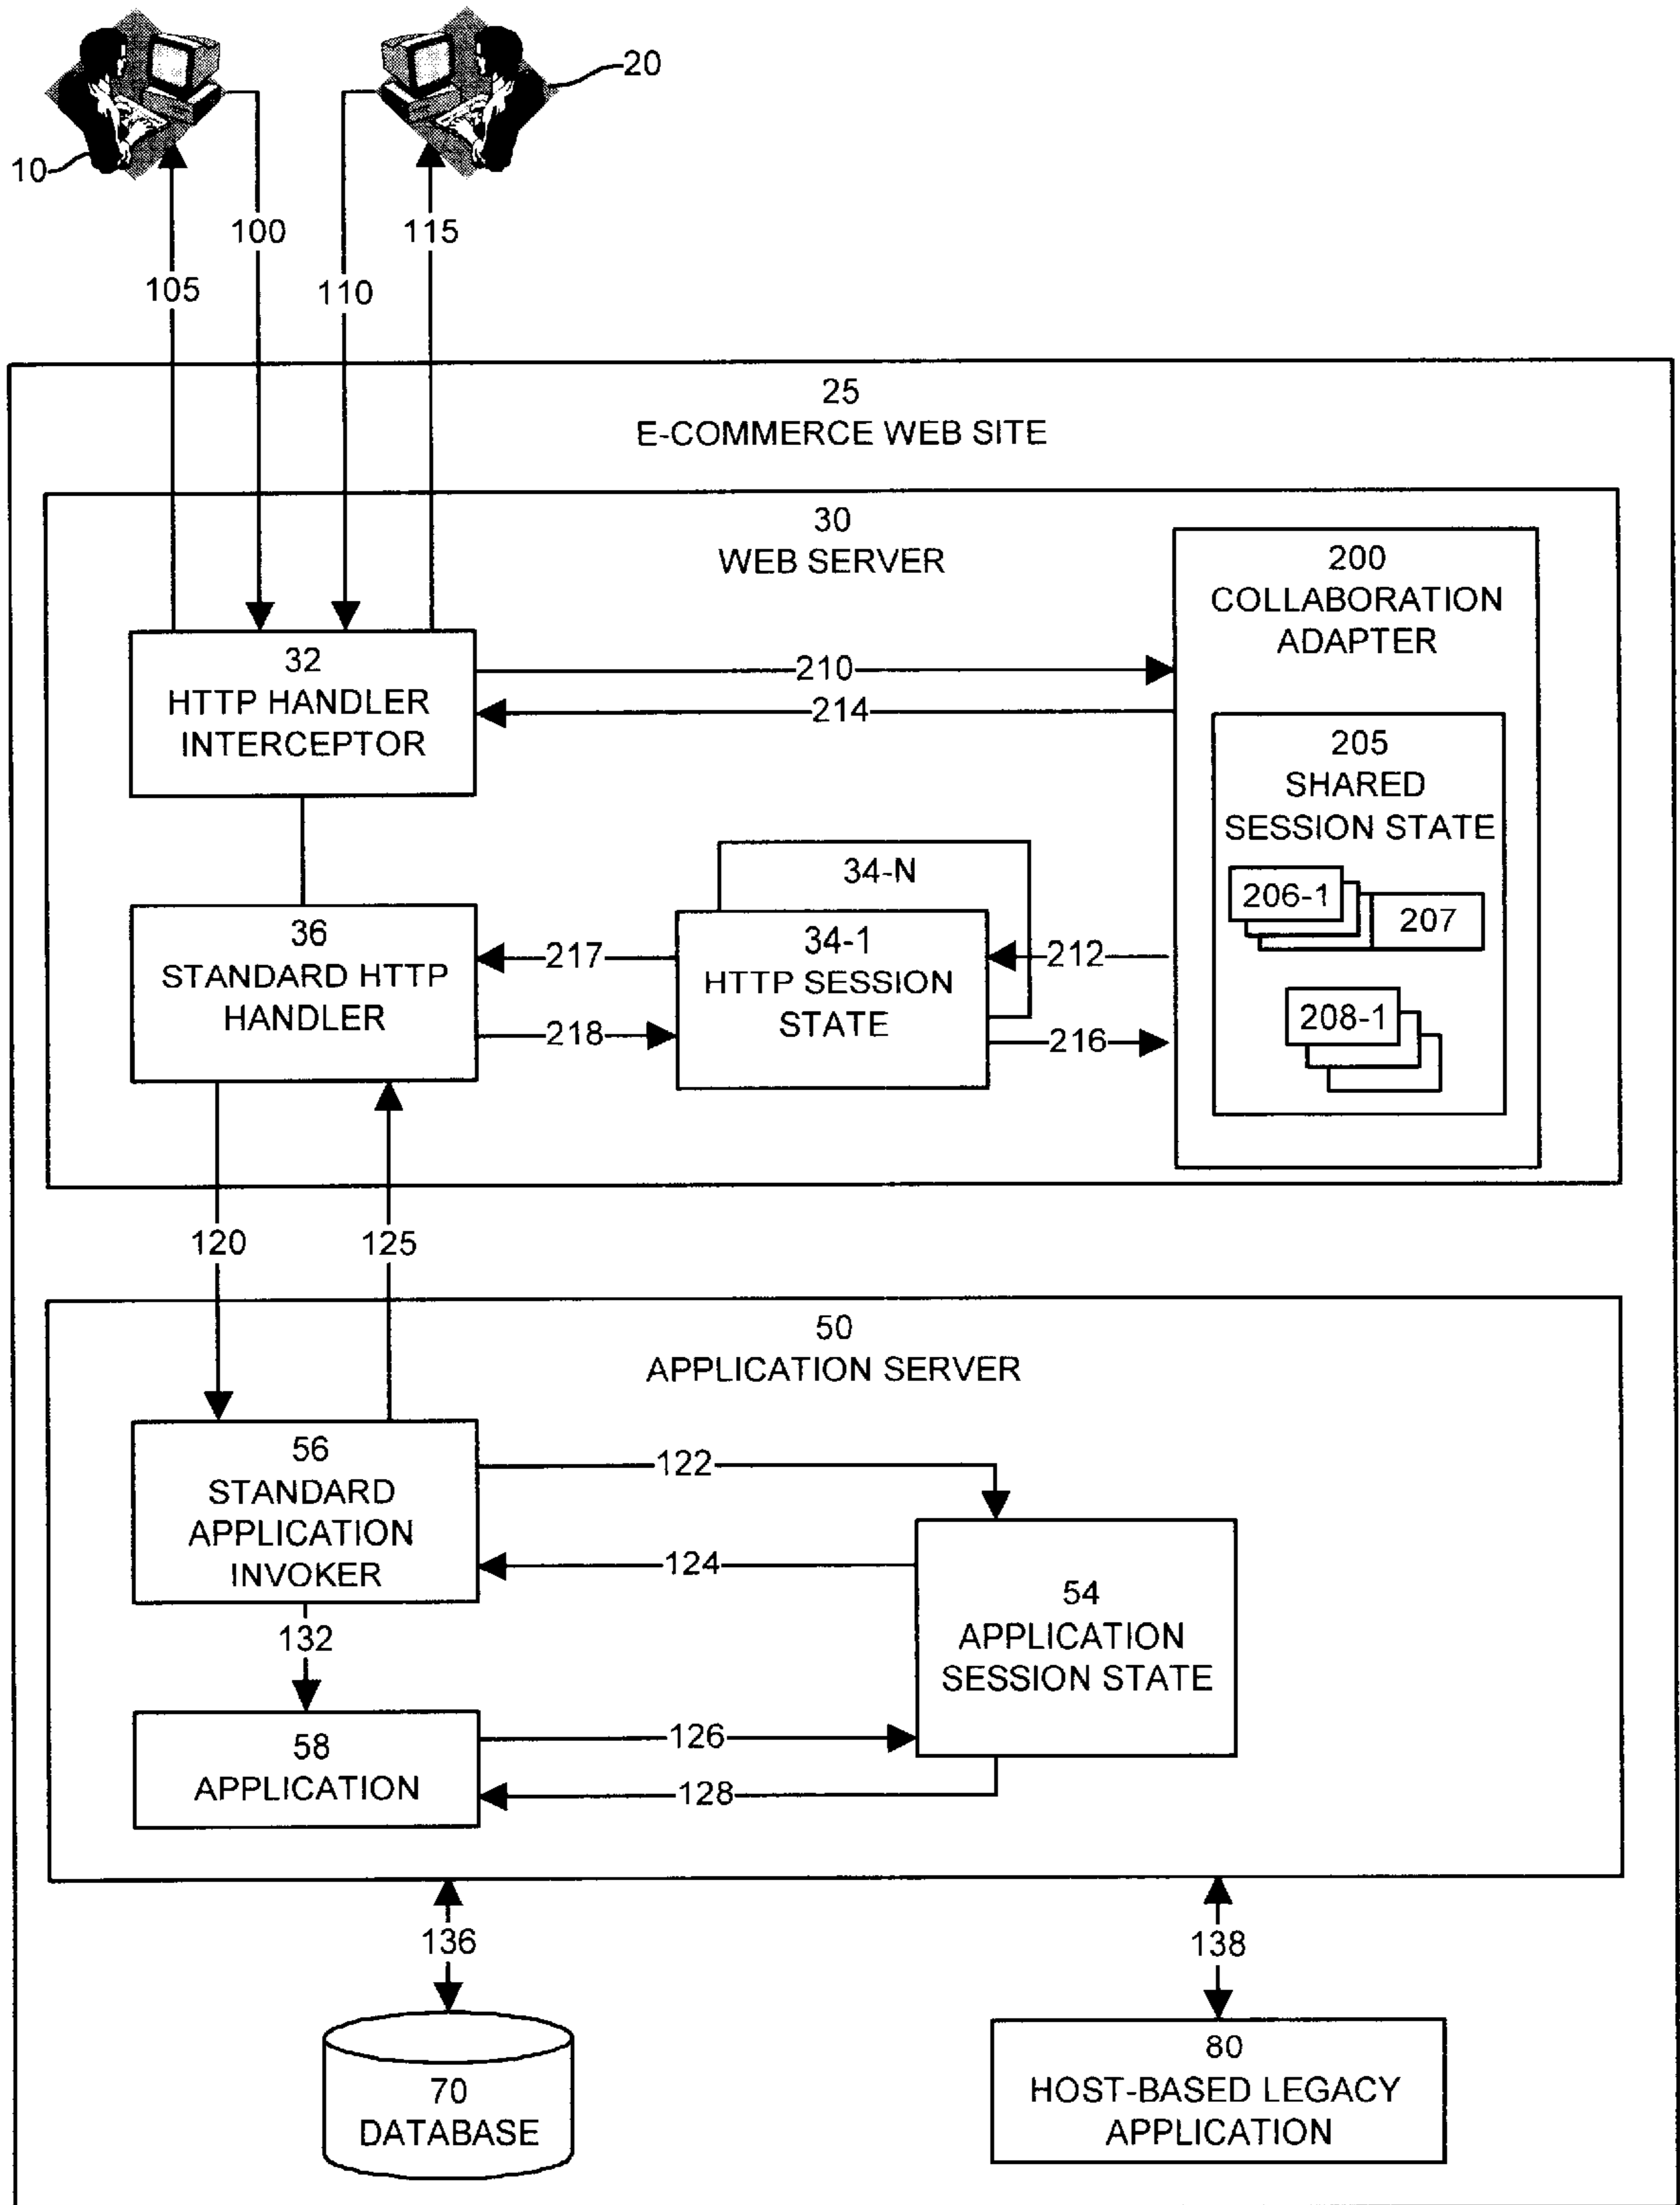 20
10
100
115
105
110
25
E-COMMERCE WEB SITE
30
WEB SERVER
200
COLLABORATION
ADAPTER
32
HTTP HANDLER
INTERCEPTOR
210
214
205
SHARED
SESSION STATE
206-1
207
208-1
34-N
34-1
HTTP SESSION
STATE
36
STANDARD HTTP
HANDLER
217
212
218
216
120
125
50
APPLICATION SERVER
56
STANDARD
APPLICATION
INVOKER
122
124
54
APPLICATION
SESSION STATE
132
58
APPLICATION
126
128
136
138
70
DATABASE
80
HOST-BASED LEGACY
APPLICATION